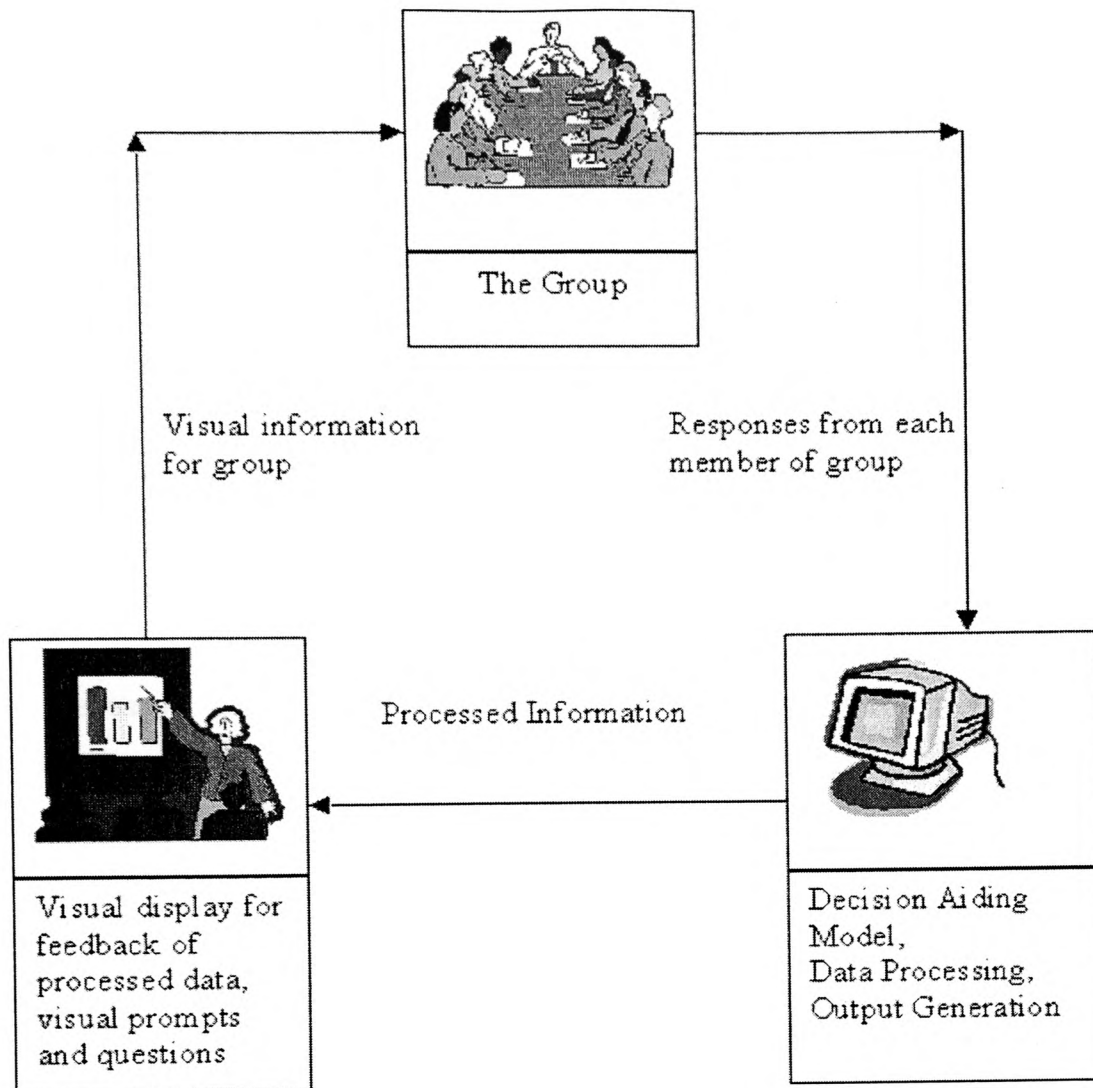 The Group
Visual information
for group
Responses from each
member of group
Processed Information
Visual display for
feedback of
processed data,
visual prompts
and questions
Decision Aiding
Model,
Data Processing,
Output Generation